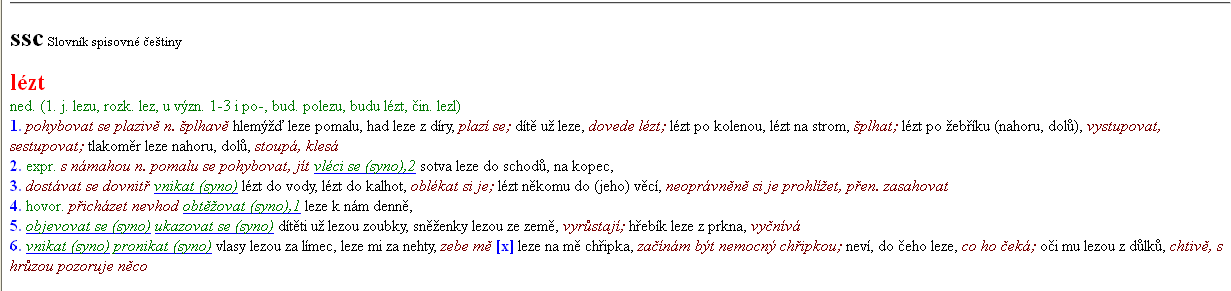 ssc Slovník spisovné češtiny
lézt
ned. (1. j. lezu, rozk. lez, u význ. 1-3 i po-, bud. polezu, budu lézt, čin. lezl)
1. pohybovat se plazivě n. šplhavě hlemýžď leze pomalu, had leze z díry, plazí se; dítě už leze, dovede lézt; lézt po kolenou, lézt na strom, šplhat; lézt po žebříku (nahoru, dolů), vystupovat,
sestupovat; tlakoměr leze nahoru, dolů, stoupá, klesá
2. expr. s námahou n. pomalu se pohybovat, jít vléci se (syno),2 sotva leze do schodů, na kopec,
3. dostávat se dovnitř vnikat (syno) lézt do vody, lézt do kalhot, oblékat si je; lézt někomu do (jeho) věcí, neoprávněně si je prohlížet, přen. zasahovat
4. hovor. přicházet nevhod obtěžovat (syno),1 leze k nám denně,
5. objevovat se (syno) ukazovat se (syno) dítěti už lezou zoubky, sněženky lezou ze země, vyrůstají; hřebík leze z prkna, vyčnívá
6. vnikat (syno) pronikat (syno) vlasy lezou za límec, leze mi za nehty, zebe mě [x] leze na mě chřipka, začínám být nemocný chřipkou; neví, do čeho leze, co ho čeká; oči mu lezou z důlků, chtivě, s
hrůzou pozoruje něco